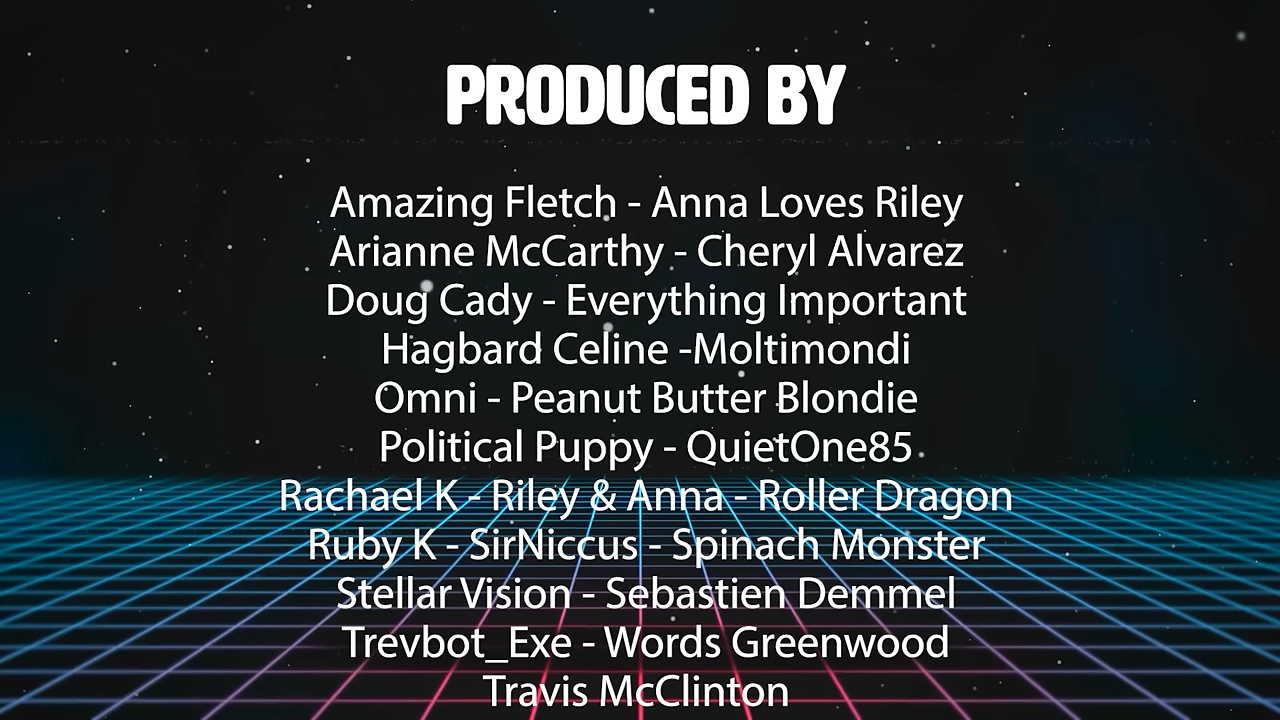 PRODUCED BY
Amazing Fletch - Anna Loves Riley
Arianne McCarthy - Cheryl Alvarez
Doug Cady - Everything Important
Hagbard Celine -Moltimondi
Omni - Peanut Butter Blondie
Political Puppy - QuietOne85
Rachael K - Riley & Anna - Roller Dragon
Ruby K - SirNiccus - Spinach Monster
Stellar Vision - Sebastien Demmel
Trevbot_Exe - Words Greenwood
Travis McClinton